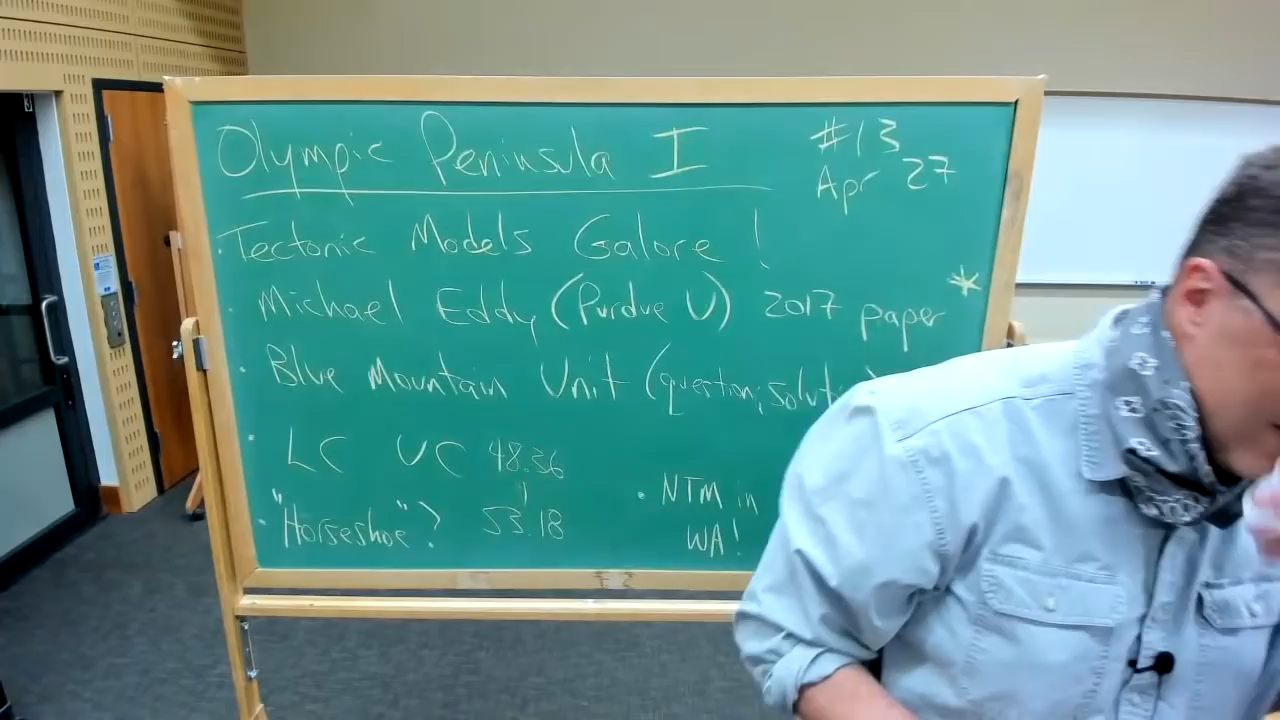 Olympic Peninsula I
#13
Apr 27
· Tectonic Models Galore !
· Michael Eddy (Purdue U) 2017 paper *
· Blue Mountain Unit (question; solut
· LC UC 48.36
· "Horseshoe"? 53.18
· NTM in
WA!